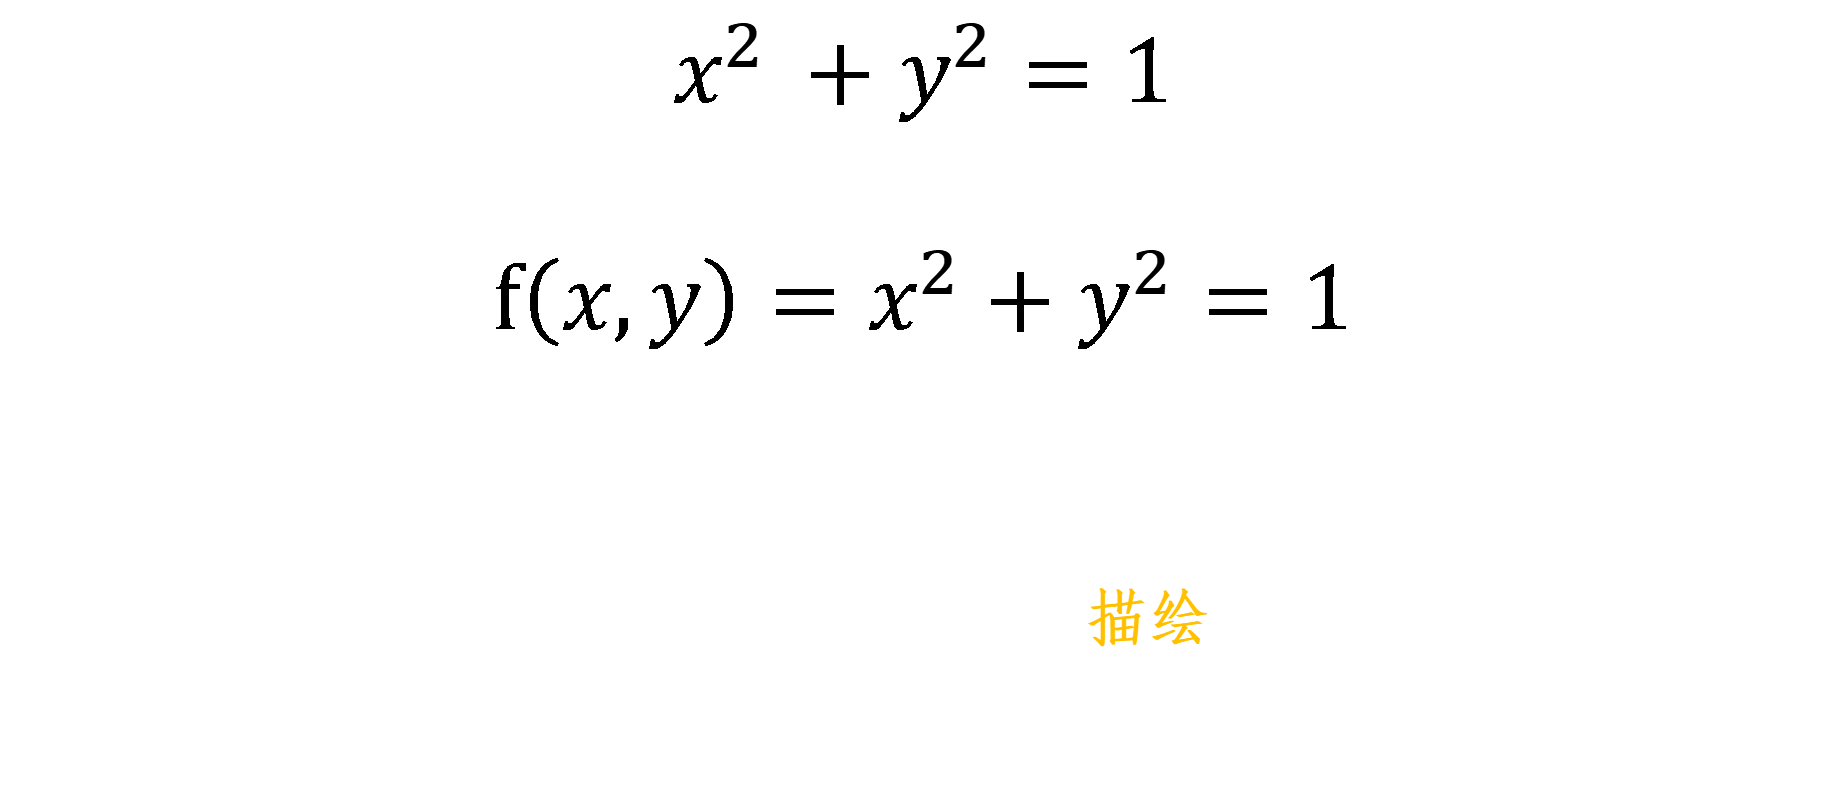 x² + y² = 1
f(x, y) = x² + y² = 1
描绘